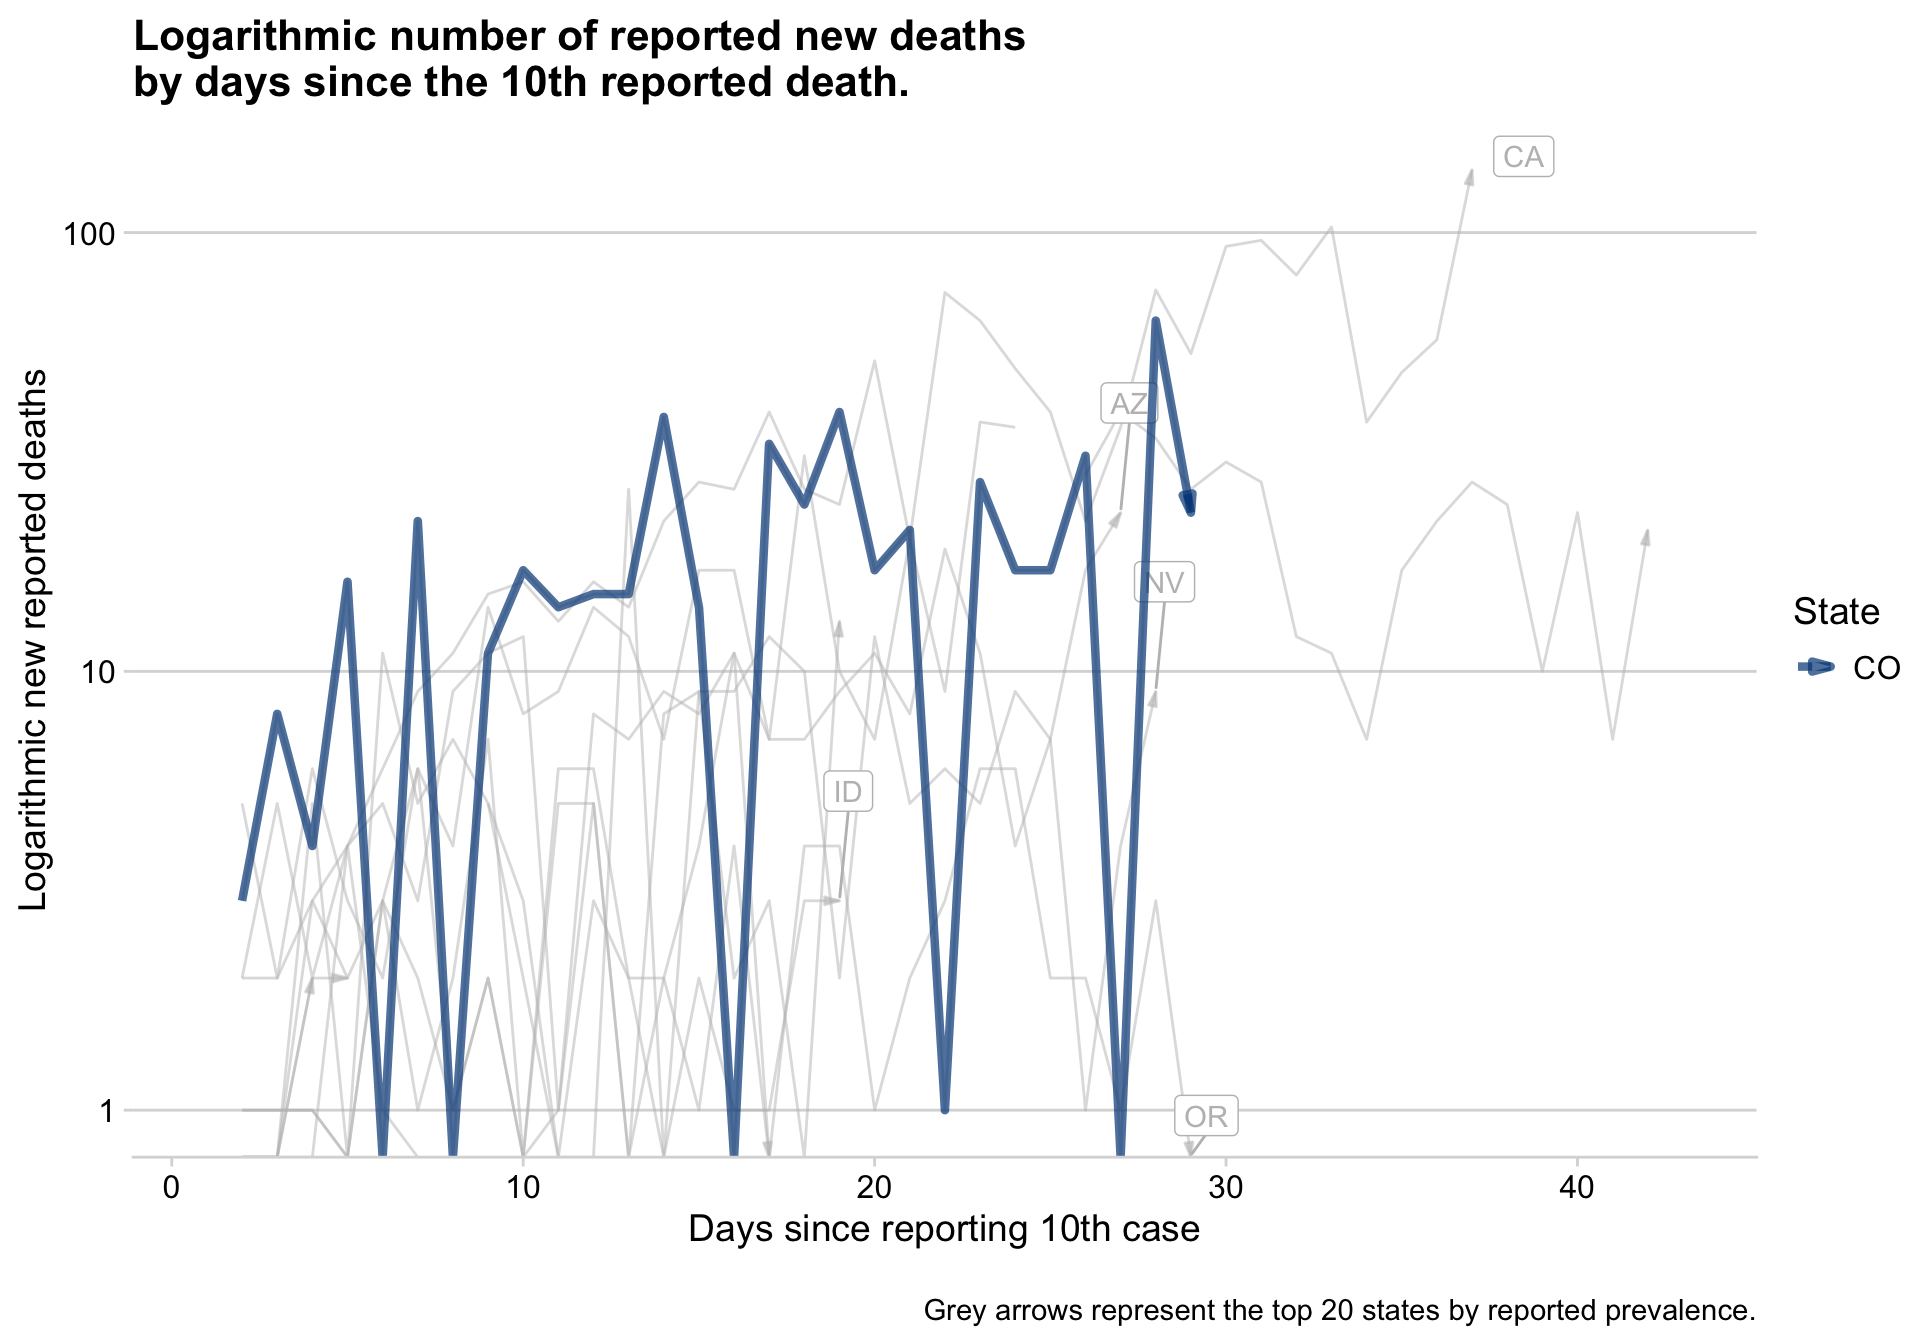 Logarithmic number of reported new deaths
by days since the 10th reported death.
CA
100
AZ
NV
State
CO
10
ID
OR
1
Logarithmic new reported deaths
0
10
20
30
40
Days since reporting 10th case
Grey arrows represent the top 20 states by reported prevalence.